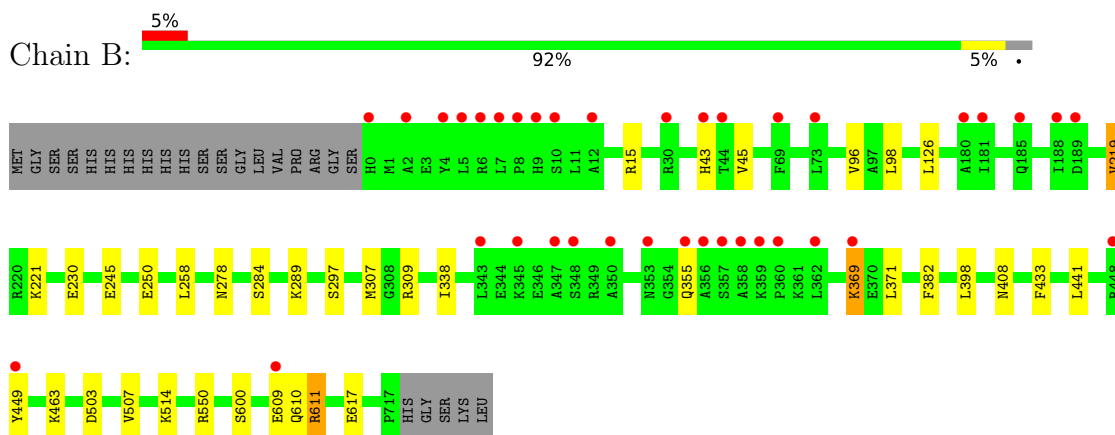 5%
Chain B:
92% 5% •
MET GLY SER SER HIS HIS HIS HIS HIS HIS SER SER GLY LEU VAL PRO ARG GLY SER H0 M1 A2 E3 Y4 L5 R6 L7 P8 H9 S10 L11 A12 R15 R30 H43 T44 V45 F69 L73 V96 A97 L98 L126 A180 I181 Q185 I188 D189 V219
R220 K221 E230 E245 E250 L258 N278 S284 K289 S297 M307 G308 R309 I338 L343 E344 K345 E346 A347 S348 R349 A350 N353 G354 Q355 A356 S357 A358 K359 P360 K361 L362 K369 E370 L371 F382 L398 N408 F433 L441
Y449 K463 D503 V507 K514 R550 S600 E609 Q610 R611 E617 P717 HIS GLY SER LYS LEU